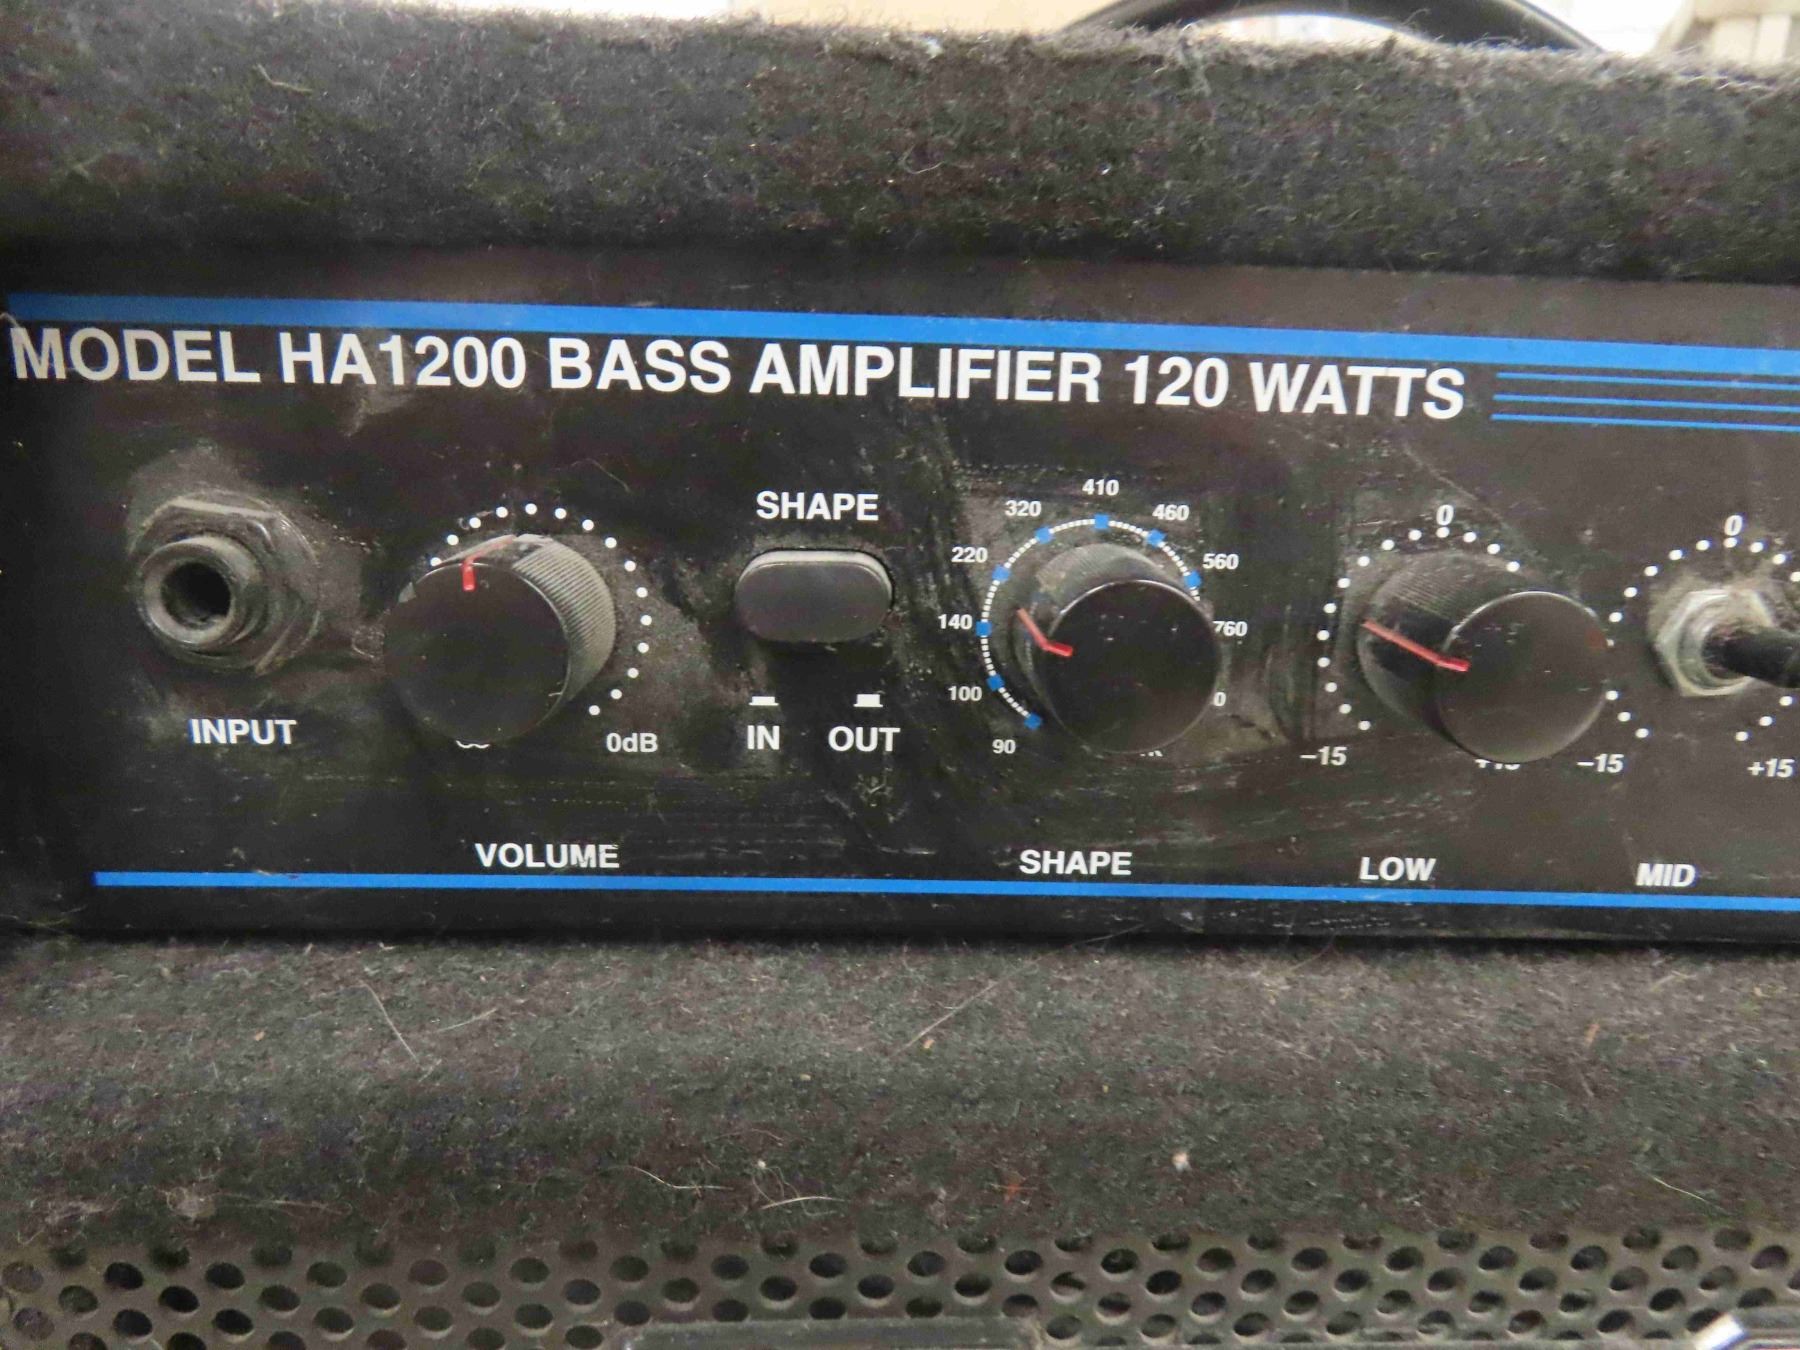 MODEL HA1200 BASS AMPLIFIER 120 WATTS
INPUT
0dB
VOLUME
SHAPE
IN OUT
90
100
140
220
320
410
460
560
760
SHAPE
0
-15
LOW
0
-15
+15
MID